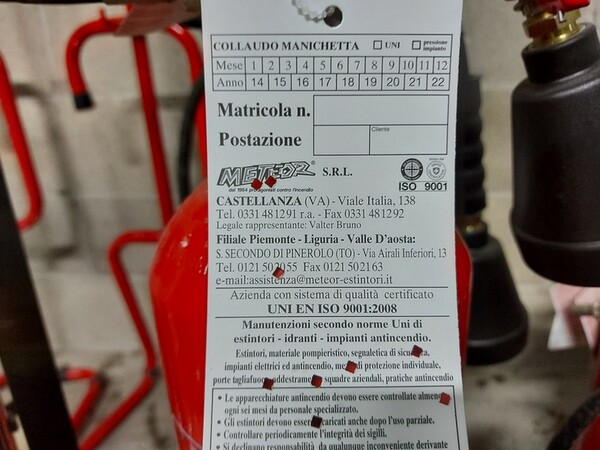 COLLAUDO MANICHETTA UNI pressione impianto
Mese 1 2 3 4 5 6 7 8 9 10 11 12
Anno 14 15 16 17 18 19 20 21 22
Matricola n.
Postazione Cliente
METEOR® S.R.L.
dal 1954 protagonisti contro l'incendio
ISO 9001
CASTELLANZA (VA) - Viale Italia, 138
Tel. 0331 481291 r.a. - Fax 0331 481292
Legale rappresentante: Valter Bruno
Filiale Piemonte - Liguria - Valle D'aosta:
S. SECONDO DI PINEROLO (TO) - Via Airali Inferiori, 13
Tel. 0121 Fax 0121 502163
e-mail:assistenza@meteor-estintori.it
Azienda con sistema di qualità certificato
UNI EN ISO 9001:2008
Manutenzioni secondo norme Uni di
estintori - idranti - impianti antincendio.
Estintori, materiale pompieristico, segnaletica di sicurezza,
impianti elettrici ed antincendio, mezzi di protezione individuale,
porte tagliafuoco, addestramento squadre aziendali, pratiche antincendio
• Le apparecchiature antincendio devono essere controllate almeno
ogni sei mesi da personale specializzato.
• Gli estintori devono essere ricaricati anche dopo l'uso parziale.
• Controllare periodicamente l'integrità dei sigilli.
• Si declinano responsabilità da qualunque inconveniente derivante